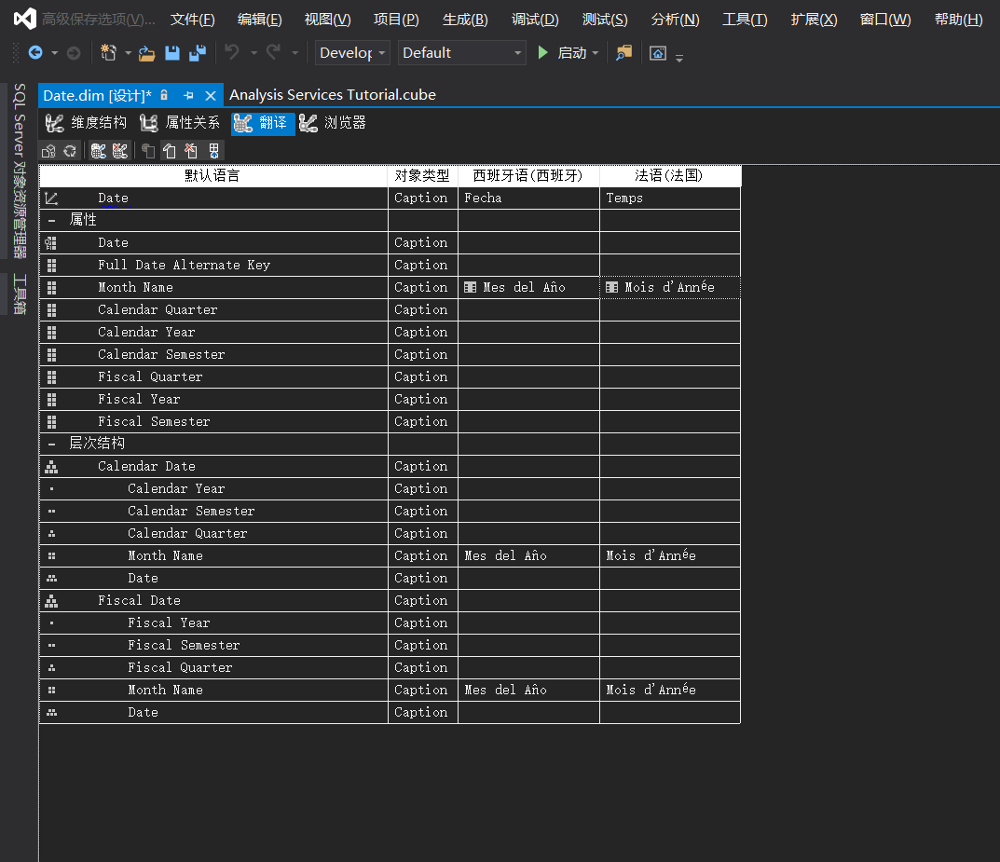 高级保存选项(V)... 文件(F) 编辑(E) 视图(V) 项目(P) 生成(B) 调试(D) 测试(S) 分析(N) 工具(T) 扩展(X) 窗口(W) 帮助(H)
Develop Default 启动
SQL Server 对象资源管理器
工具箱
Date.dim [设计]* Analysis Services Tutorial.cube
维度结构 属性关系 翻译 浏览器
默认语言 对象类型 西班牙语(西班牙) 法语(法国)
Date Caption Fecha Temps
属性
Date Caption
Full Date Alternate Key Caption
Month Name Caption Mes del Año Mois d'Année
Calendar Quarter Caption
Calendar Year Caption
Calendar Semester Caption
Fiscal Quarter Caption
Fiscal Year Caption
Fiscal Semester Caption
层次结构
Calendar Date Caption
Calendar Year Caption
Calendar Semester Caption
Calendar Quarter Caption
Month Name Caption Mes del Año Mois d'Année
Date Caption
Fiscal Date Caption
Fiscal Year Caption
Fiscal Semester Caption
Fiscal Quarter Caption
Month Name Caption Mes del Año Mois d'Année
Date Caption